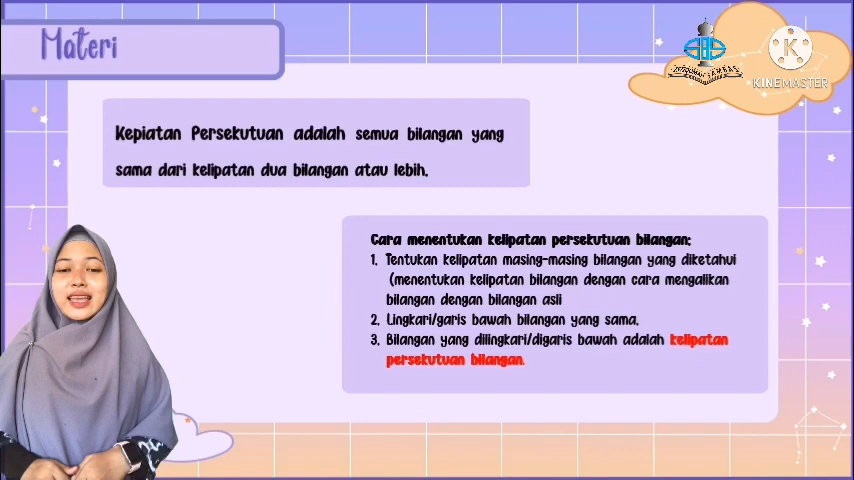 Materi
KINEMASTER
Kepiatan Persekutuan adalah semua bilangan yang
sama dari kelipatan dua bilangan atau lebih.
Cara menentukan kelipatan persekutuan bilangan:
1. Tentukan kelipatan masing-masing bilangan yang diketahui
(menentukan kelipatan bilangan dengan cara mengalikan
bilangan dengan bilangan asli
2. Lingkari/garis bawah bilangan yang sama.
3. Bilangan yang dilingkari/digaris bawah adalah kelipatan
persekutuan bilangan.